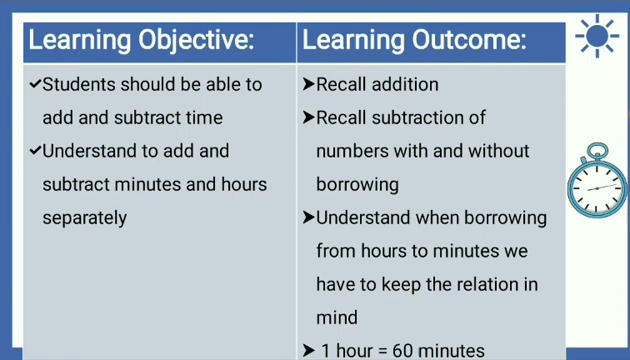 Learning Objective:
Learning Outcome:
✓Students should be able to
add and subtract time
✓Understand to add and
subtract minutes and hours
separately
➤Recall addition
➤Recall subtraction of
numbers with and without
borrowing
➤Understand when borrowing
from hours to minutes we
have to keep the relation in
mind
➤ 1 hour = 60 minutes